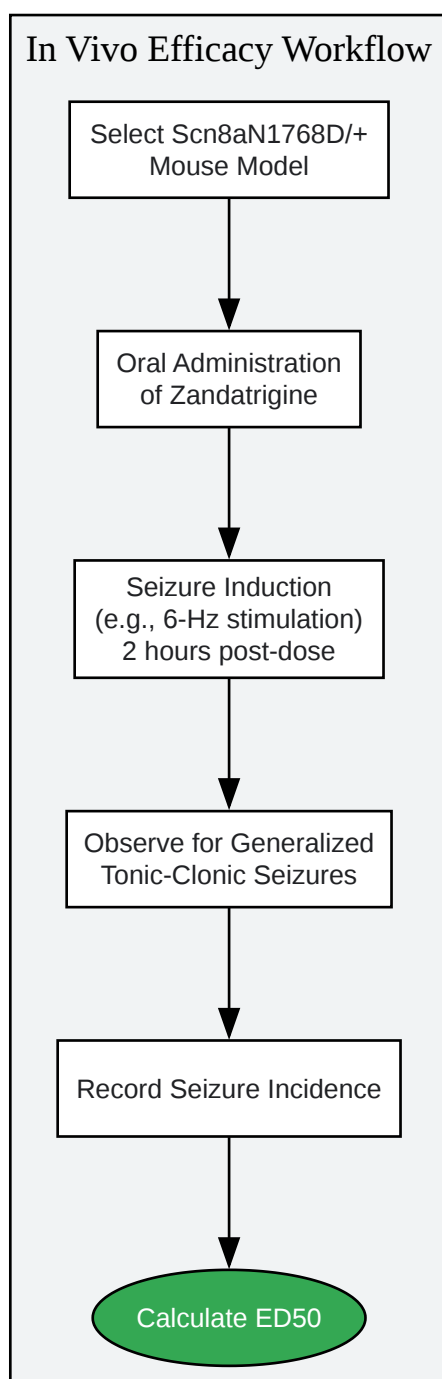 In Vivo Efficacy Workflow
Select Scn8aN1768D/+
Mouse Model
Oral Administration
of Zandatrigine
Seizure Induction
(e.g., 6-Hz stimulation)
2 hours post-dose
Observe for Generalized
Tonic-Clonic Seizures
Record Seizure Incidence
Calculate ED50